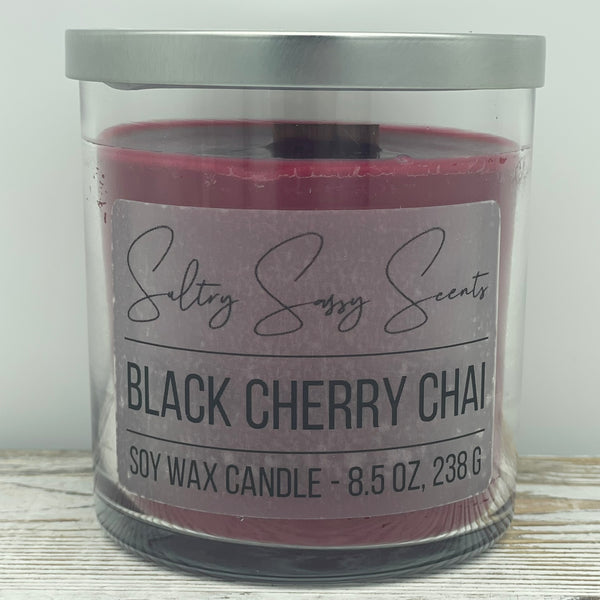 Sultry Sassy Scents
BLACK CHERRY CHAI
SOY WAX CANDLE - 8.5 OZ, 238 G